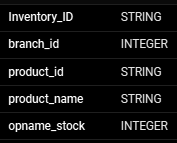 Inventory_ID STRING
branch_id INTEGER
product_id STRING
product_name STRING
opname_stock INTEGER